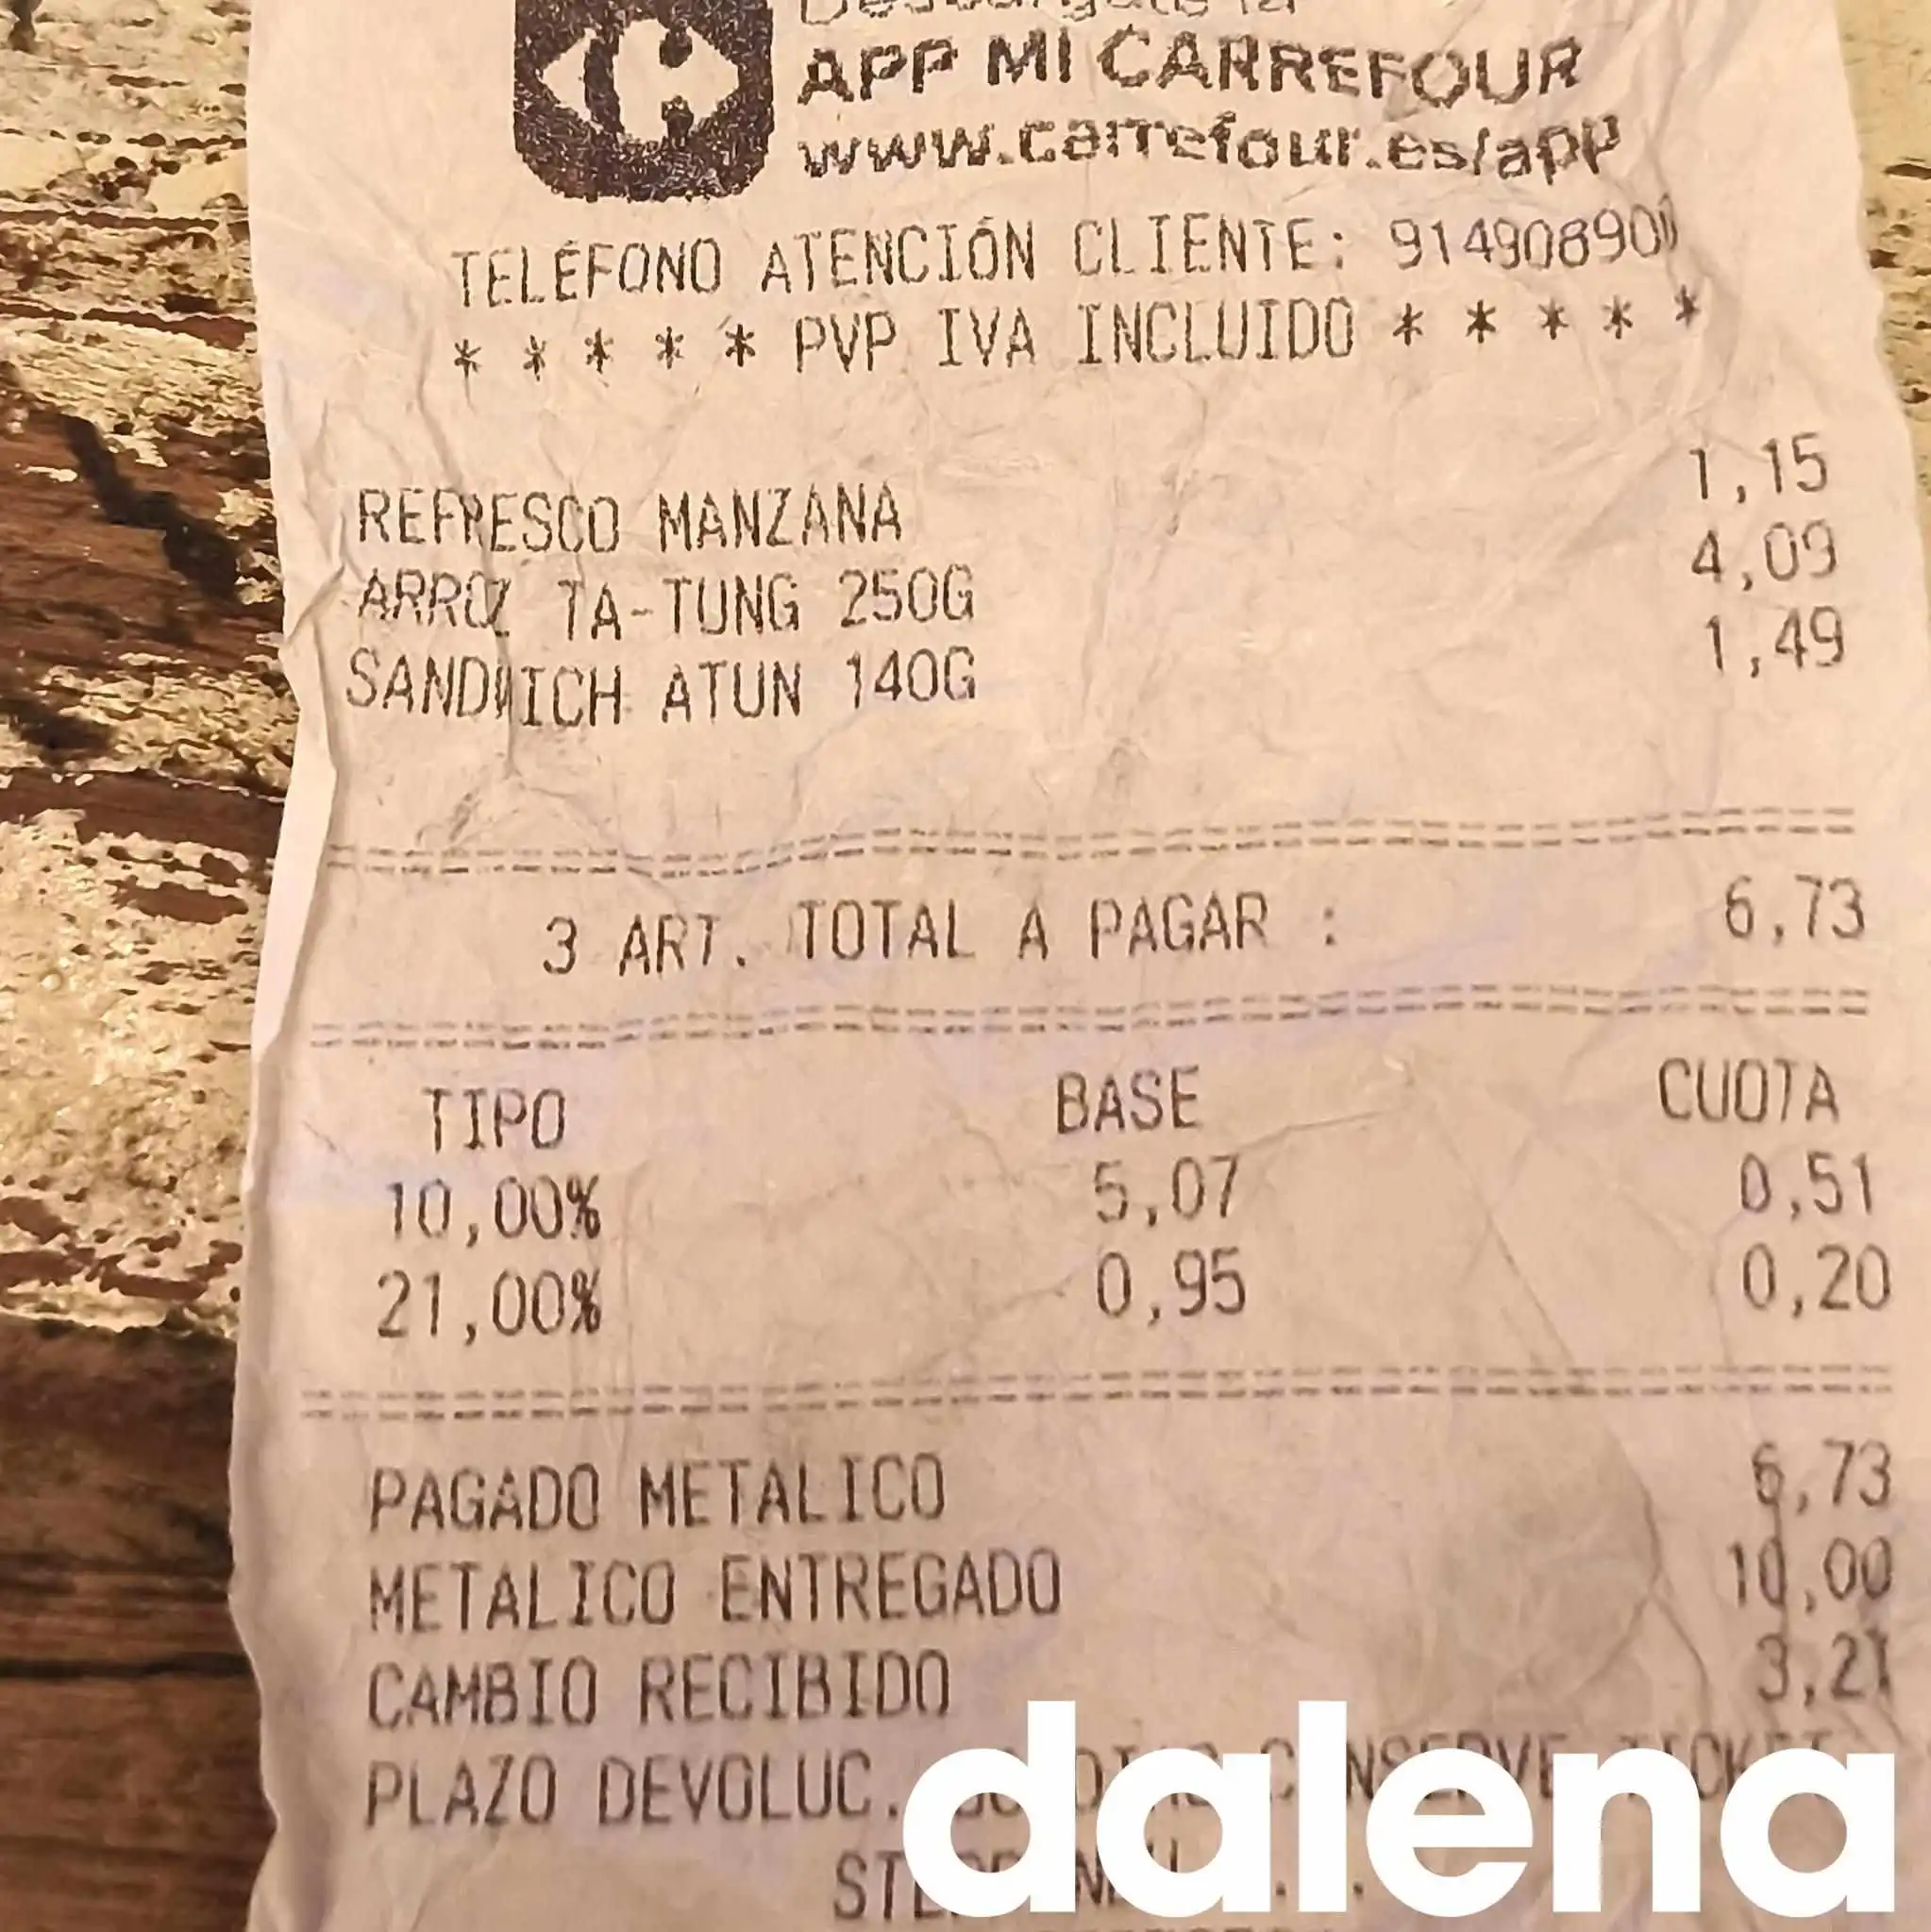 APP MI CARREFOUR
www.carrefour.es/app
TELÉFONO ATENCIÓN CLIENTE: 914908900
* * * * * PVP IVA INCLUIDO * * * * *
REFRESCO MANZANA 1,15
ARROZ TA-TUNG 250G 4,09
SANDWICH ATUN 140G 1,49
3 ART. TOTAL A PAGAR : 6,73
TIPO BASE CUOTA
10,00% 5,07 0,51
21,00% 0,95 0,20
PAGADO METALICO 6,73
METALICO ENTREGADO 10,00
CAMBIO RECIBIDO 3,27
PLAZO DEVOLUC. CONSERVE TICKET
dalena